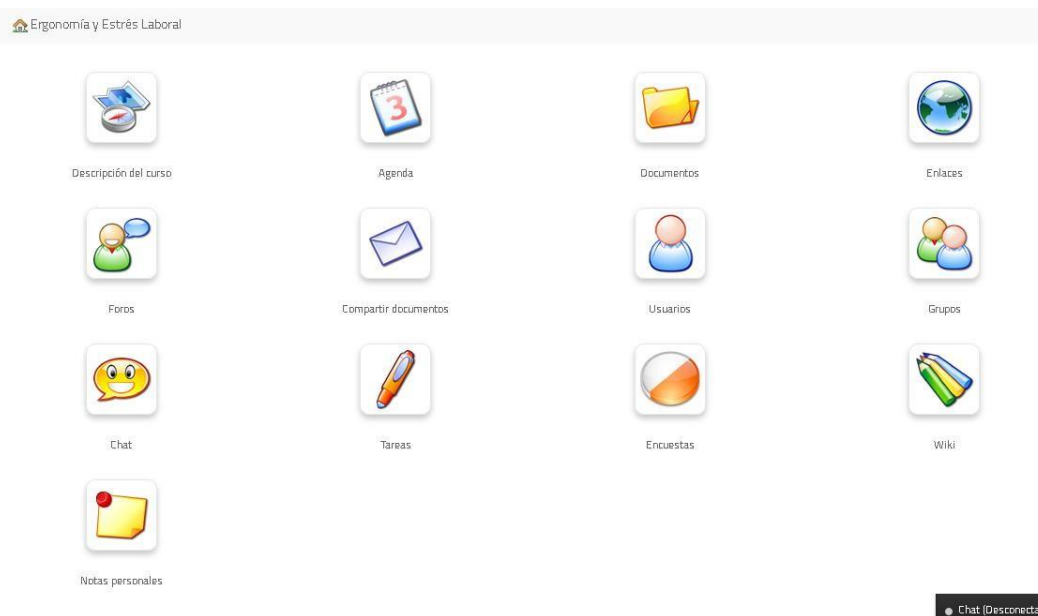 Ergonomía y Estrés Laboral
3
Descripción del curso
Agenda
Documentos
Enlaces
Foros
Compartir documentos
Usuarios
Grupos
Chat
Tareas
Encuestas
Wiki
Notas personales
Chat (Desconecta